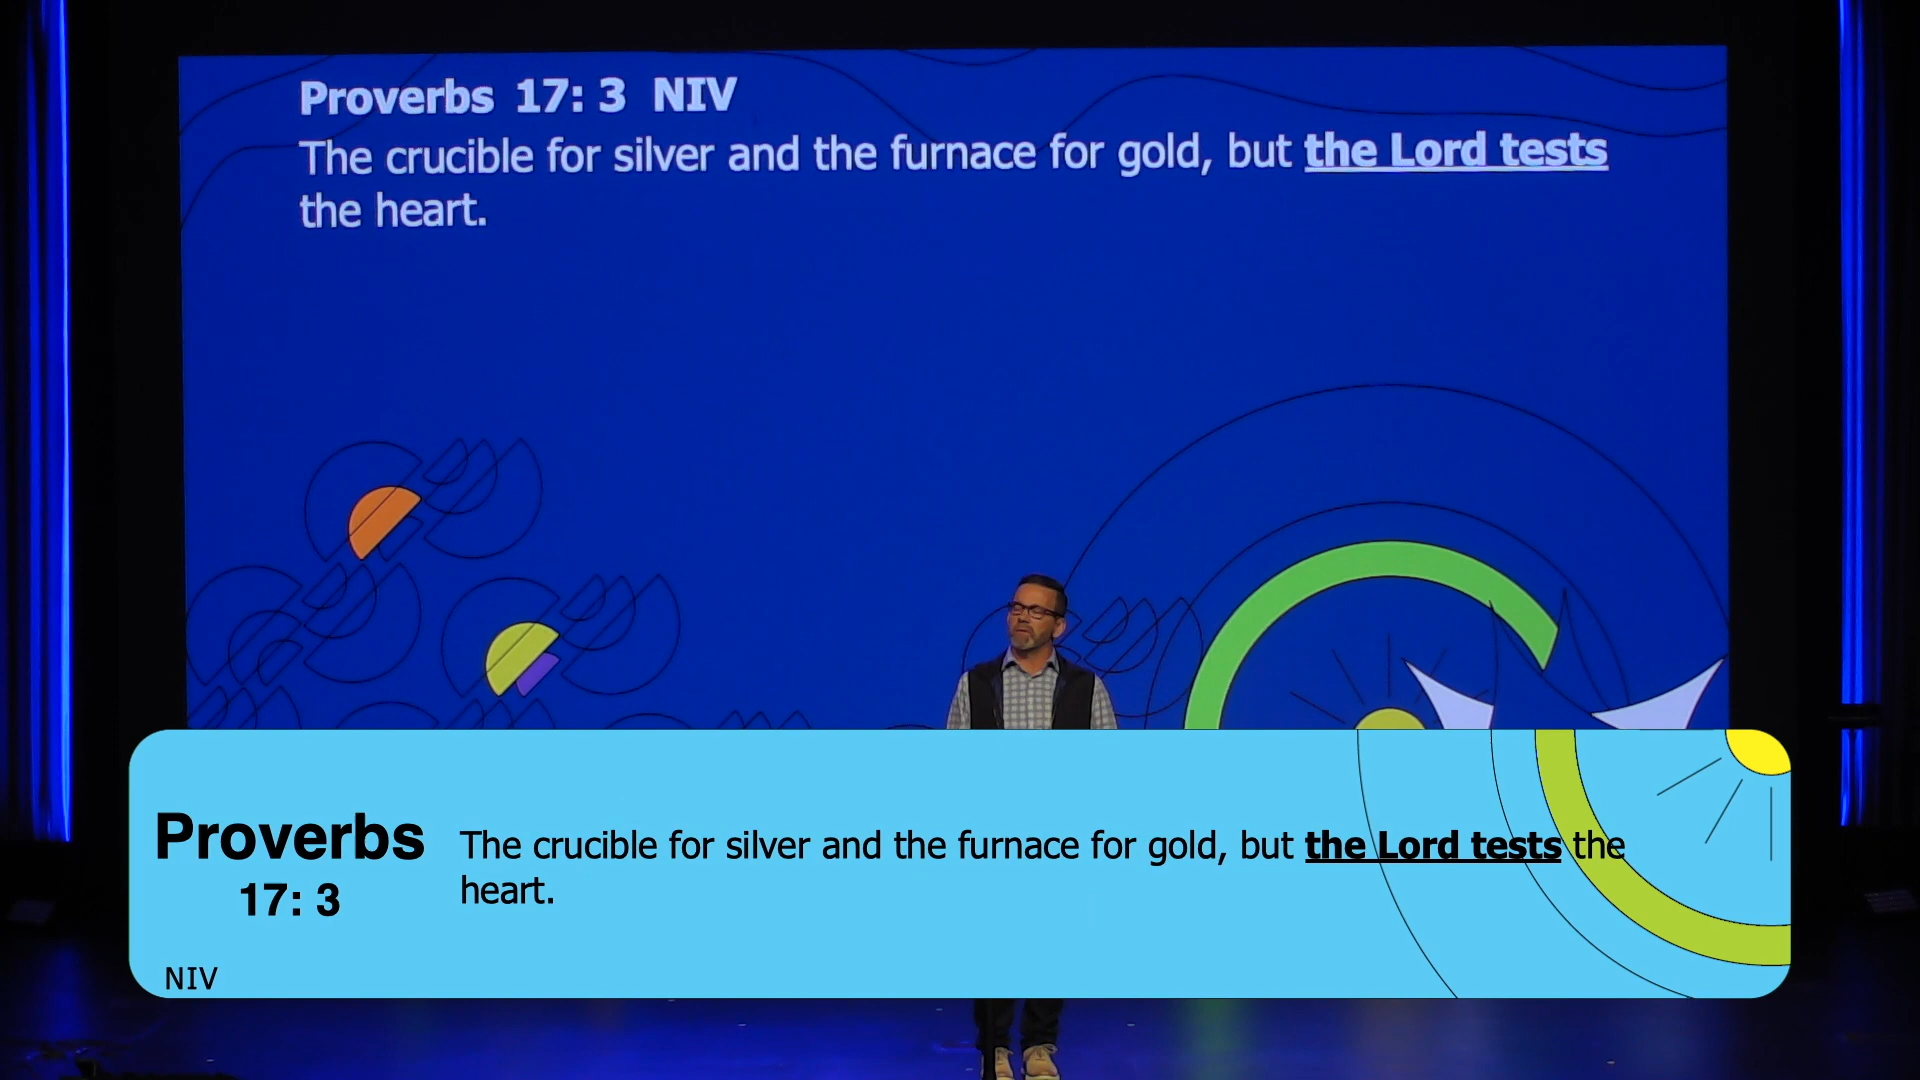 Proverbs 17: 3 NIV
The crucible for silver and the furnace for gold, but the Lord tests
the heart.
Proverbs
17: 3
The crucible for silver and the furnace for gold, but the Lord tests the
heart.
NIV